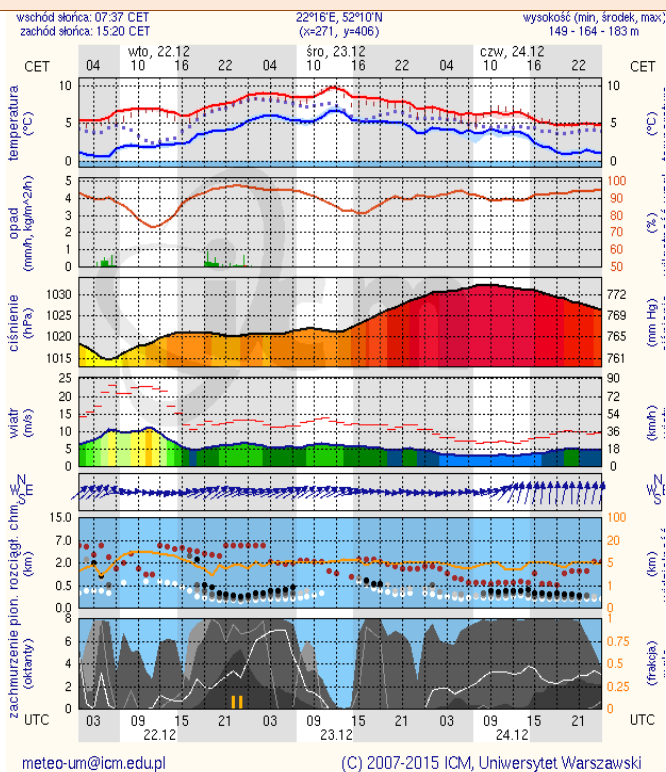 wschód słońca: 07:37 CET
zachód słońca: 15:20 CET
22°16'E, 52°10'N
(x=271, y=406)
wysokość (min, środek, max)
149 - 164 - 183 m
wto, 22.12 śro, 23.12 czw, 24.12
CET 04 10 16 22 04 10 16 22 04 10 16 22 CET
temperatura
(°C)
10
5
0
10
5
0
(°C)
opad
(mm/h, kg/m^2/h)
5
4
3
2
1
0
100
90
80
70
60
50
(%)
ciśnienie
(hPa)
1030
1025
1020
1015
772
769
765
761
(mm Hg)
wiatr
(m/s)
25
20
15
10
5
0
90
72
54
36
18
0
(km/h)
N
W E
S
N
W
S
pion. rozciągł. chm.
(km)
15.0
7.0
2.0
0.5
0.0
100
20
5
1
0
(km)
zachmurzenie
(oktanty)
8
6
4
2
0
1
0.75
0.5
0.25
0
(frakcja)
icm
UTC 03 09 15 21 03 09 15 21 03 09 15 21 UTC
22.12 23.12 24.12
meteo-um@icm.edu.pl
(C) 2007-2015 ICM, Uniwersytet Warszawski